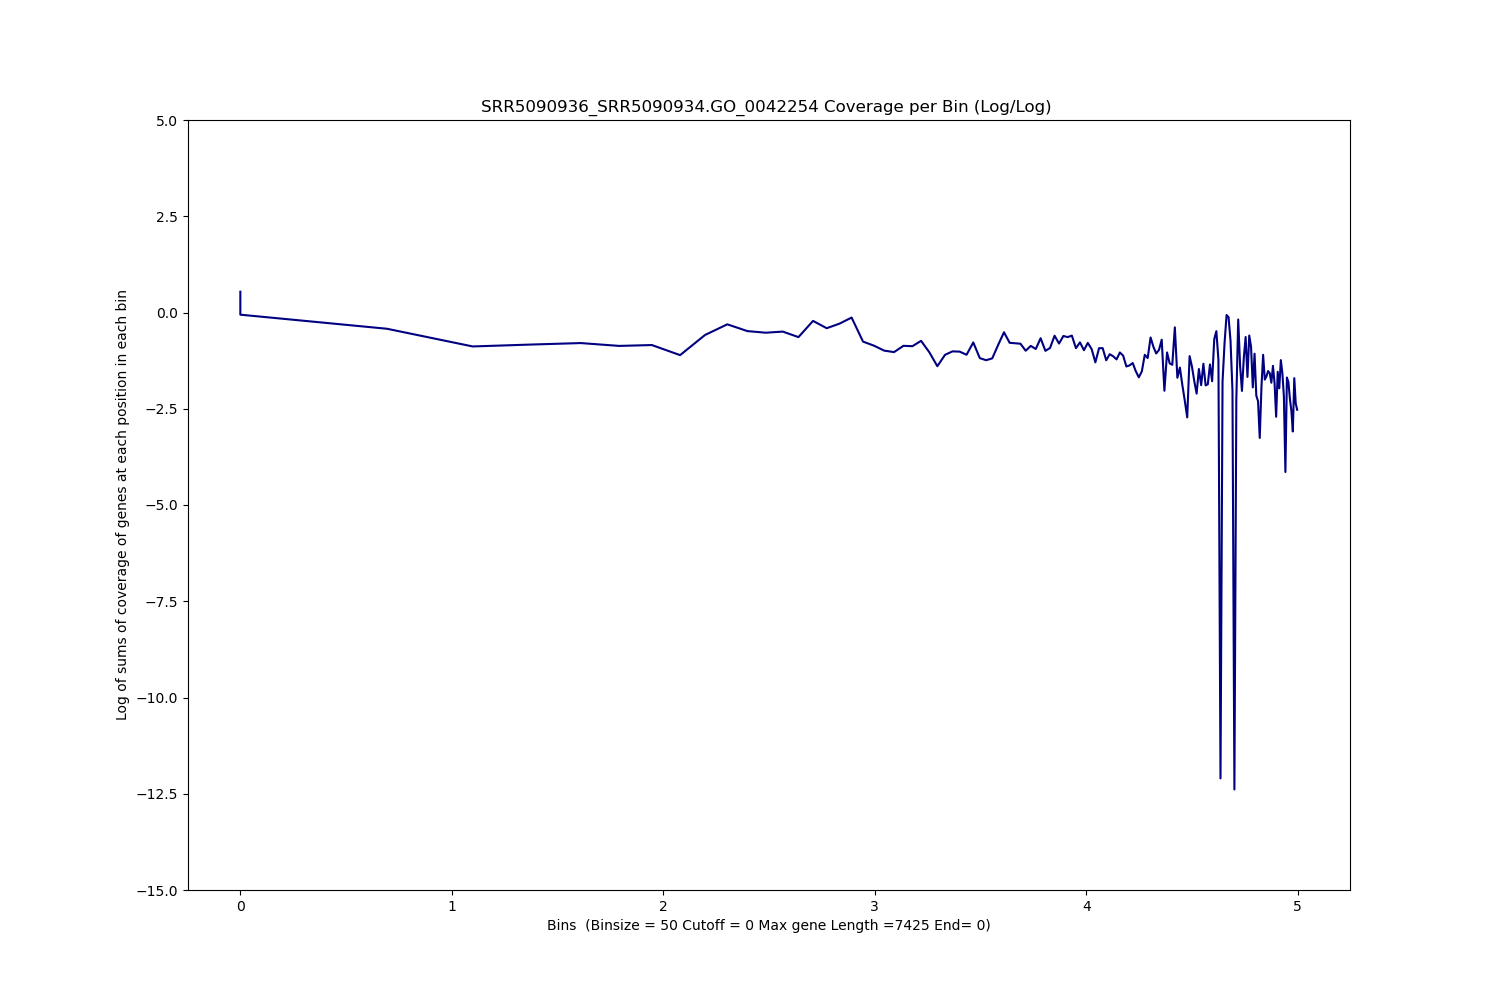 SRR5090936_SRR5090934.GO_0042254 Coverage per Bin (Log/Log)
5.0
2.5
0.0
−2.5
−5.0
−7.5
−10.0
−12.5
−15.0
Log of sums of coverage of genes at each position in each bin
0 1 2 3 4 5
Bins  (Binsize = 50 Cutoff = 0 Max gene Length =7425 End= 0)